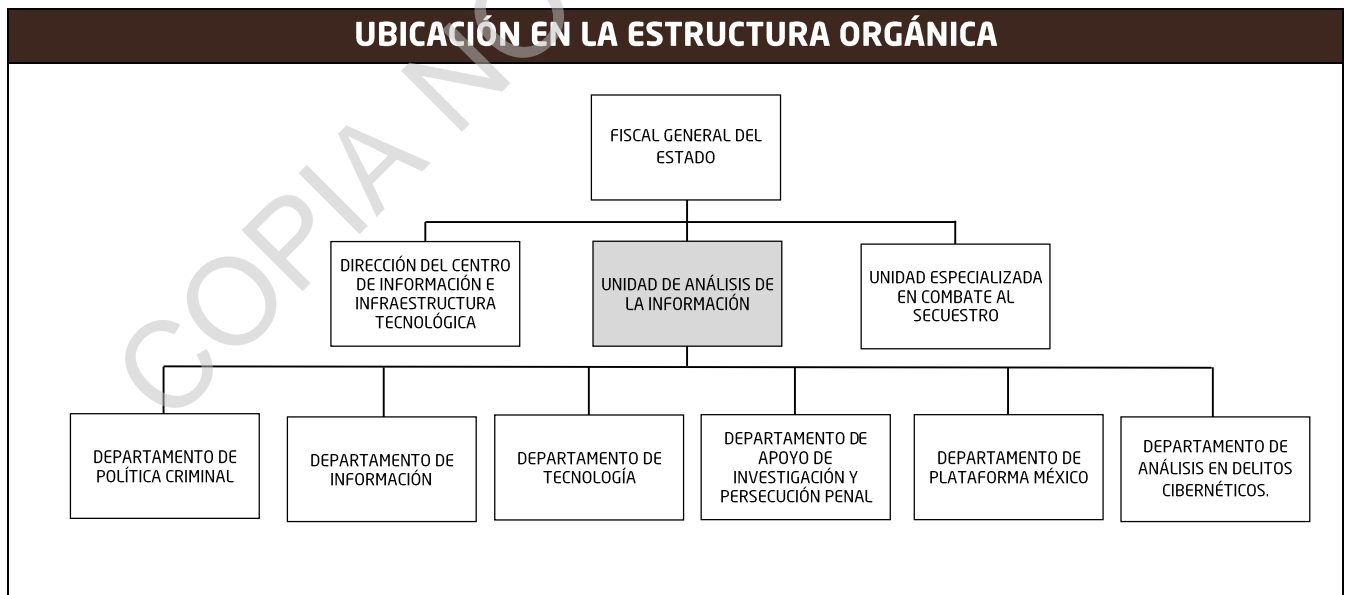 UBICACIÓN EN LA ESTRUCTURA ORGÁNICA
FISCAL GENERAL DEL
ESTADO
DIRECCIÓN DEL CENTRO
DE INFORMACIÓN E
INFRAESTRUCTURA
TECNOLÓGICA
UNIDAD DE ANÁLISIS DE
LA INFORMACIÓN
UNIDAD ESPECIALIZADA
EN COMBATE AL
SECUESTRO
DEPARTAMENTO DE
POLÍTICA CRIMINAL
DEPARTAMENTO DE
INFORMACIÓN
DEPARTAMENTO DE
TECNOLOGÍA
DEPARTAMENTO DE
APOYO DE
INVESTIGACIÓN Y
PERSECUCIÓN PENAL
DEPARTAMENTO DE
PLATAFORMA MÉXICO
DEPARTAMENTO DE
ANÁLISIS EN DELITOS
CIBERNÉTICOS.
COPIA NO